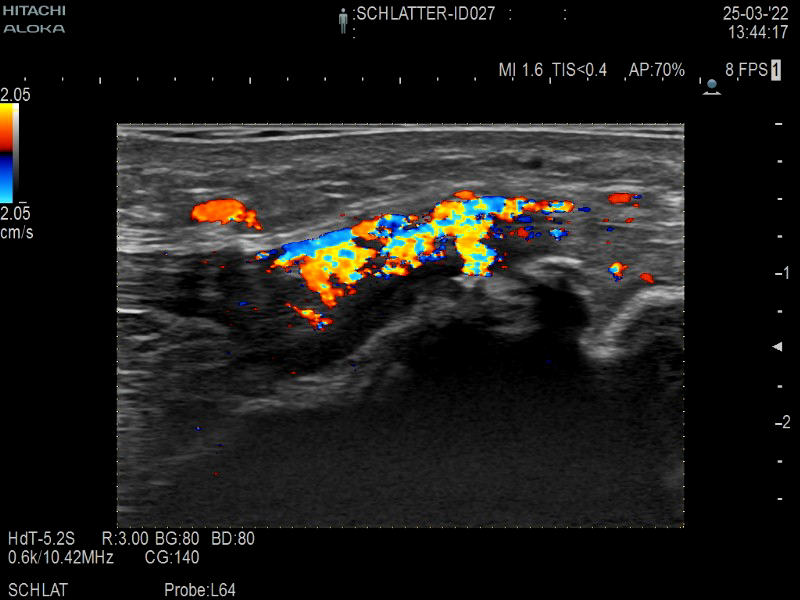 HITACHI
ALOKA
:SCHLATTER-ID027 : :
:
25-03-'22
13:44:17
MI 1.6 TIS<0.4 AP:70% 8 FPS 1
2.05
2.05
cm/s
-1
-2
HdT-5.2S R:3.00 BG:80 BD:80
0.6k/10.42MHz CG:140
SCHLAT Probe:L64